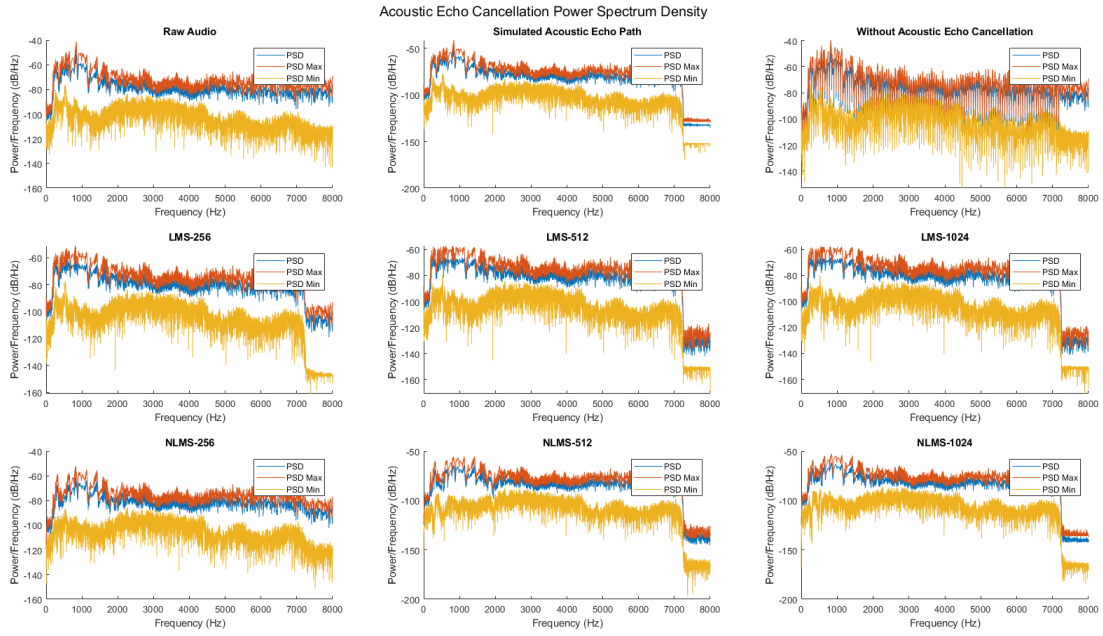 Acoustic Echo Cancellation Power Spectrum Density
Raw Audio
-40
-60
-80
-100
-120
-140
-160
Power/Frequency (dB/Hz)
0 1000 2000 3000 4000 5000 6000 7000 8000
Frequency (Hz)
PSD
PSD Max
PSD Min
Simulated Acoustic Echo Path
-50
-100
-150
-200
Power/Frequency (dB/Hz)
0 1000 2000 3000 4000 5000 6000 7000 8000
Frequency (Hz)
PSD
PSD Max
PSD Min
Without Acoustic Echo Cancellation
-40
-60
-80
-100
-120
-140
Power/Frequency (dB/Hz)
0 1000 2000 3000 4000 5000 6000 7000 8000
Frequency (Hz)
PSD
PSD Max
PSD Min
LMS-256
-60
-80
-100
-120
-140
-160
Power/Frequency (dB/Hz)
0 1000 2000 3000 4000 5000 6000 7000 8000
Frequency (Hz)
PSD
PSD Max
PSD Min
LMS-512
-60
-80
-100
-120
-140
-160
Power/Frequency (dB/Hz)
0 1000 2000 3000 4000 5000 6000 7000 8000
Frequency (Hz)
PSD
PSD Max
PSD Min
LMS-1024
-60
-80
-100
-120
-140
-160
Power/Frequency (dB/Hz)
0 1000 2000 3000 4000 5000 6000 7000 8000
Frequency (Hz)
PSD
PSD Max
PSD Min
NLMS-256
-40
-60
-80
-100
-120
-140
-160
Power/Frequency (dB/Hz)
0 1000 2000 3000 4000 5000 6000 7000 8000
Frequency (Hz)
PSD
PSD Max
PSD Min
NLMS-512
-50
-100
-150
-200
Power/Frequency (dB/Hz)
0 1000 2000 3000 4000 5000 6000 7000 8000
Frequency (Hz)
PSD
PSD Max
PSD Min
NLMS-1024
-50
-100
-150
-200
Power/Frequency (dB/Hz)
0 1000 2000 3000 4000 5000 6000 7000 8000
Frequency (Hz)
PSD
PSD Max
PSD Min